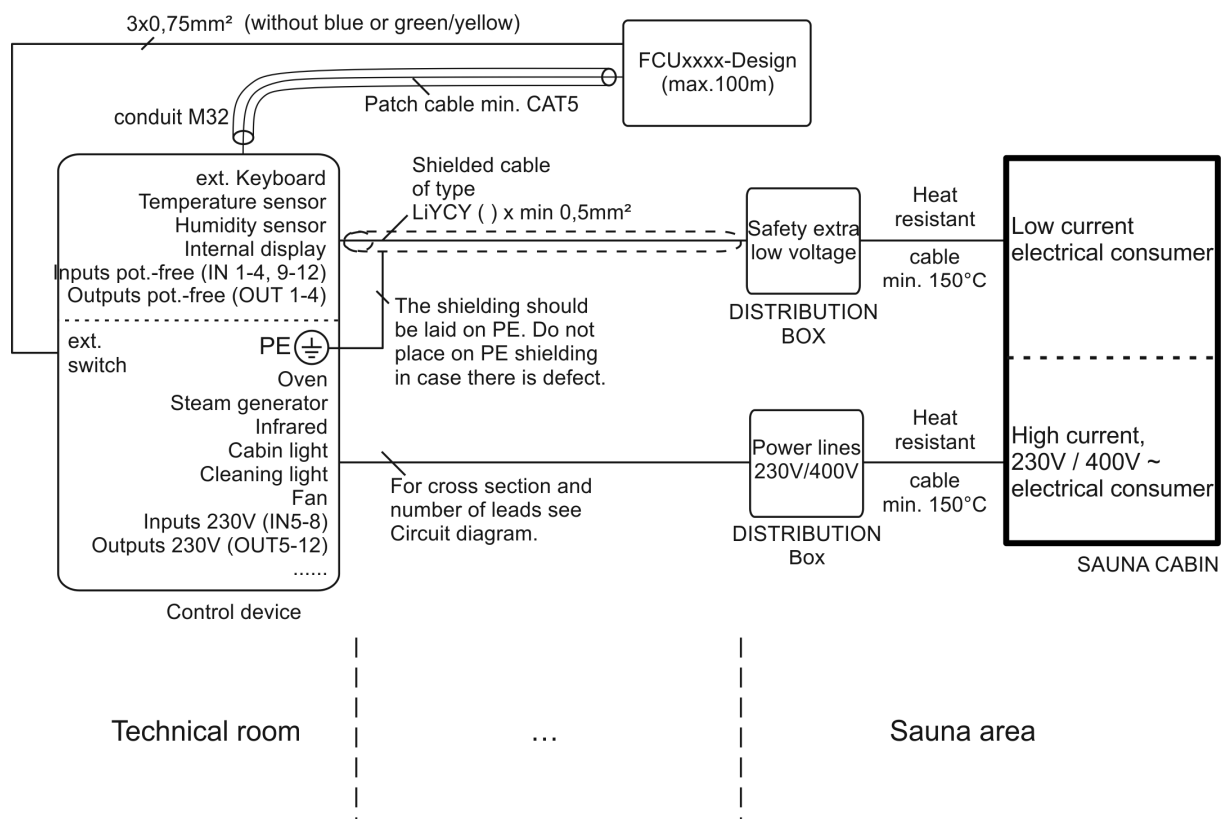 3x0,75mm² (without blue or green/yellow)
FCUxxxx-Design
(max.100m)
Patch cable min. CAT5
conduit M32
ext. Keyboard
Temperature sensor
Humidity sensor
Internal display
Inputs pot.-free (IN 1-4, 9-12)
Outputs pot.-free (OUT 1-4)
ext.
switch
PE
Oven
Steam generator
Infrared
Cabin light
Cleaning light
Fan
Inputs 230V (IN5-8)
Outputs 230V (OUT5-12)
......
Control device
Shielded cable
of type
LiYCY ( ) x min 0,5mm²
The shielding should
be laid on PE. Do not
place on PE shielding
in case there is defect.
For cross section and
number of leads see
Circuit diagram.
Safety extra
low voltage
DISTRIBUTION
BOX
Heat
resistant
cable
min. 150°C
Power lines
230V/400V
DISTRIBUTION
Box
Heat
resistant
cable
min. 150°C
Low current
electrical consumer
High current,
230V / 400V ~
electrical consumer
SAUNA CABIN
Technical room
...
Sauna area